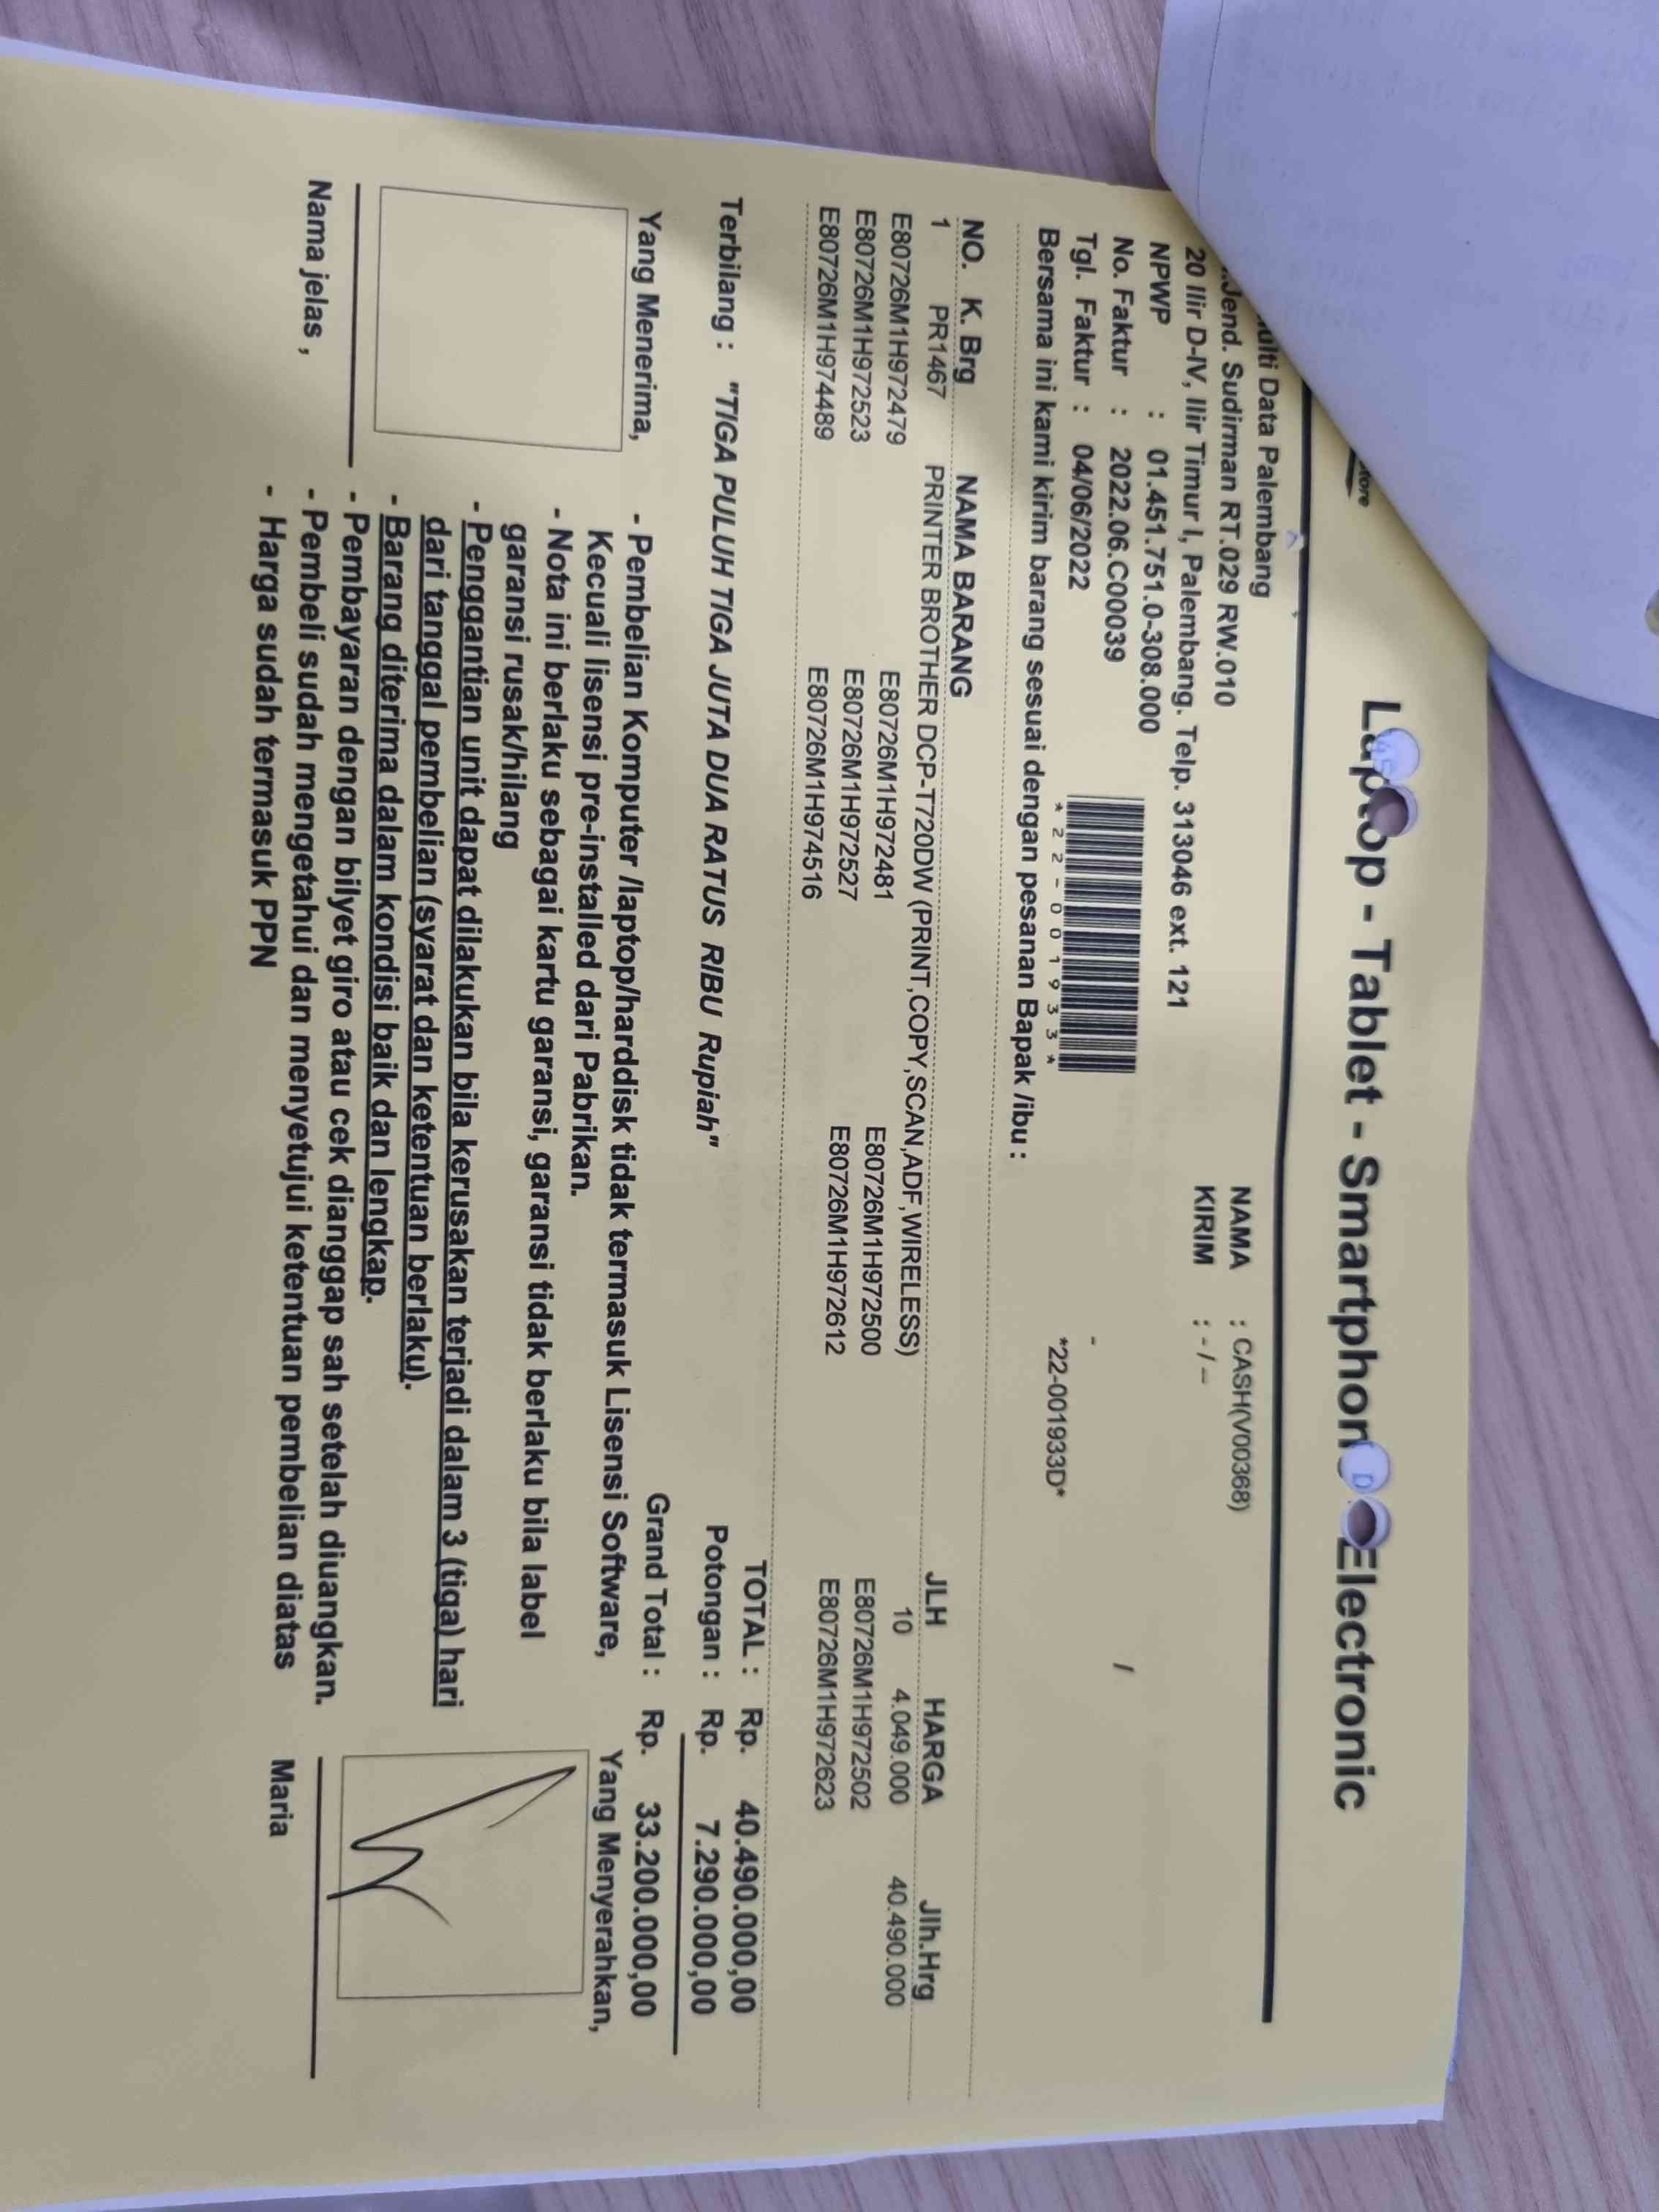 Laptop - Tablet - Smartphon Electronic
tore
ulti Data Palembang
Jend. Sudirman RT.029 RW.010
20 Ilir D-IV, Ilir Timur I, Palembang. Telp. 313046 ext. 121
NPWP : 01.451.751.0-308.000
No. Faktur : 2022.06.C00039
Tgl. Faktur : 04/06/2022
NAMA : CASH(V00368)
KIRIM : - / --
/
-
*22-001933*
*22-001933D*
Bersama ini kami kirim barang sesuai dengan pesanan Bapak /ibu :
NO. K. Brg NAMA BARANG JLH HARGA Jlh.Hrg
1 PR1467 PRINTER BROTHER DCP-T720DW (PRINT,COPY,SCAN,ADF,WIRELESS) 10 4.049.000 40.490.000
E80726M1H972479 E80726M1H972481 E80726M1H972500 E80726M1H972502
E80726M1H972523 E80726M1H972527 E80726M1H972612 E80726M1H972623
E80726M1H974489 E80726M1H974516
TOTAL : Rp. 40.490.000,00
Potongan : Rp. 7.290.000,00
Grand Total : Rp. 33.200.000,00
Terbilang : "TIGA PULUH TIGA JUTA DUA RATUS RIBU Rupiah"
Yang Menerima,
- Pembelian Komputer /laptop/harddisk tidak termasuk Lisensi Software,
Kecuali lisensi pre-installed dari Pabrikan.
- Nota ini berlaku sebagai kartu garansi, garansi tidak berlaku bila label
garansi rusak/hilang
- Penggantian unit dapat dilakukan bila kerusakan terjadi dalam 3 (tiga) hari
dari tanggal pembelian (syarat dan ketentuan berlaku).
- Barang diterima dalam kondisi baik dan lengkap.
- Pembayaran dengan bilyet giro atau cek dianggap sah setelah diuangkan.
- Pembeli sudah mengetahui dan menyetujui ketentuan pembelian diatas
- Harga sudah termasuk PPN
Yang Menyerahkan,
Nama jelas ,
Maria